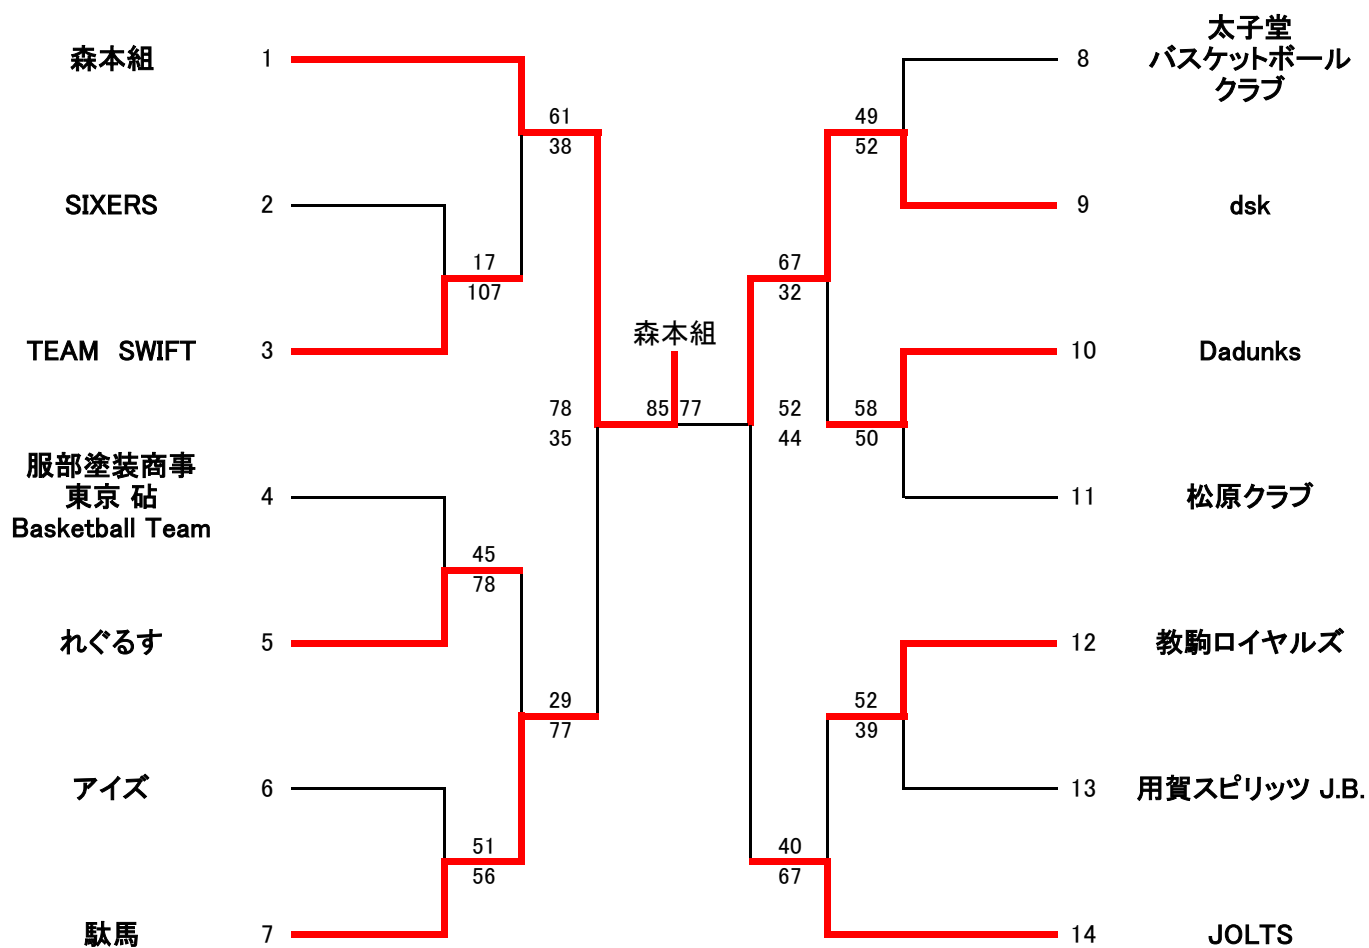 森本組 1
SIXERS 2
TEAM SWIFT 3
服部塗装商事
東京 砧
Basketball Team
4
れぐるす 5
アイズ 6
駄馬 7
61
38
17
107
45
78
29
77
51
56
78
35
森本組
85 77
52
44
67
32
49
52
58
50
52
39
40
67
8
太子堂
バスケットボール
クラブ
9 dsk
10 Dadunks
11 松原クラブ
12 教駒ロイヤルズ
13 用賀スピリッツ J.B.
14 JOLTS